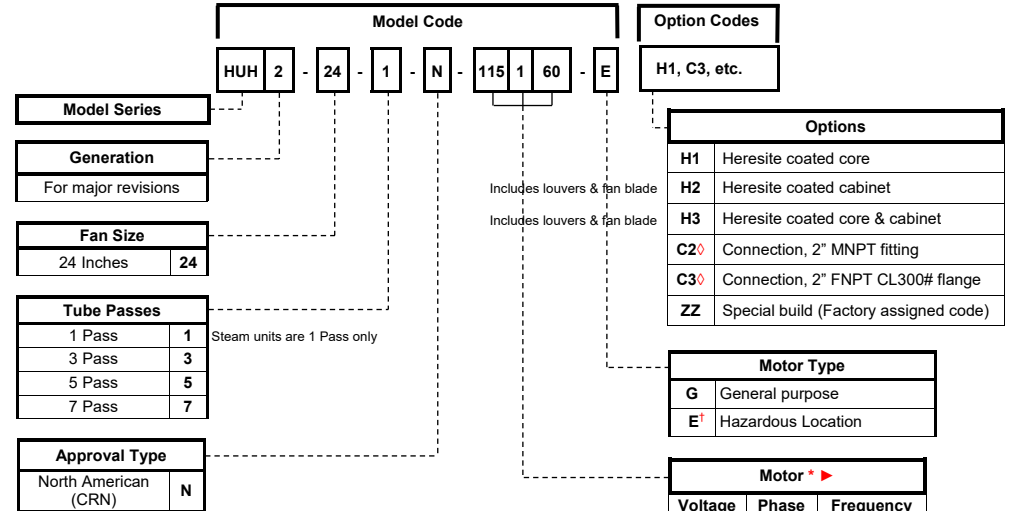 Model Code
Option Codes
HUH 2 - 24 - 1 - N - 115 1 60 - E
H1, C3, etc.
Model Series
Generation
For major revisions
Fan Size
24 Inches 24
Tube Passes
1 Pass 1
Steam units are 1 Pass only
3 Pass 3
5 Pass 5
7 Pass 7
Approval Type
North American
(CRN)
N
Options
H1 Heresite coated core
Includes louvers & fan blade
H2 Heresite coated cabinet
Includes louvers & fan blade
H3 Heresite coated core & cabinet
C2◊ Connection, 2” MNPT fitting
C3◊ Connection, 2” FNPT CL300# flange
ZZ Special build (Factory assigned code)
Motor Type
G General purpose
E† Hazardous Location
Motor * ►
Voltage Phase Frequency